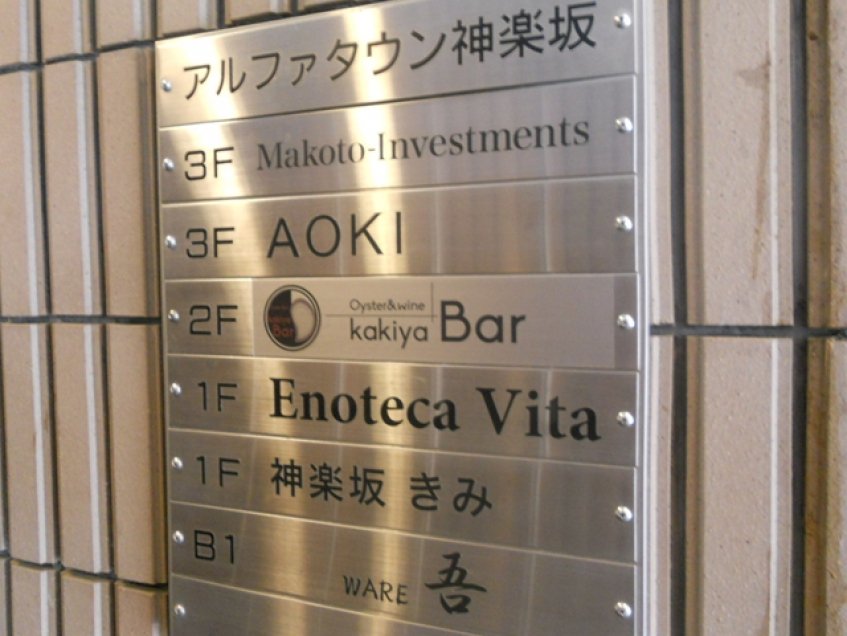 アルファタウン神楽坂
3F Makoto-Investments
3F AOKI
2F Bar Oyster&wine kakiya Bar
1F Enoteca Vita
1F 神楽坂 きみ
B1 WARE 吾